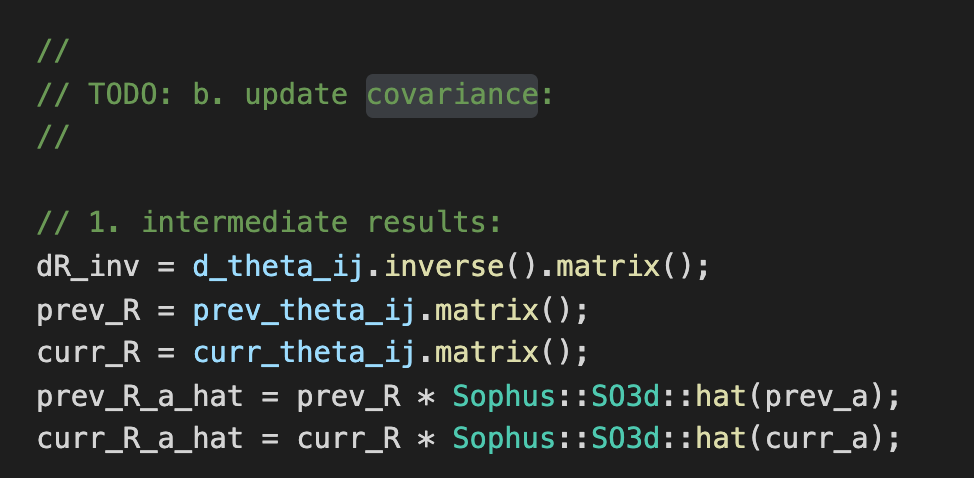 //
// TODO: b. update covariance:
//
// 1. intermediate results:
dR_inv = d_theta_ij.inverse().matrix();
prev_R = prev_theta_ij.matrix();
curr_R = curr_theta_ij.matrix();
prev_R_a_hat = prev_R * Sophus::SO3d::hat(prev_a);
curr_R_a_hat = curr_R * Sophus::SO3d::hat(curr_a);